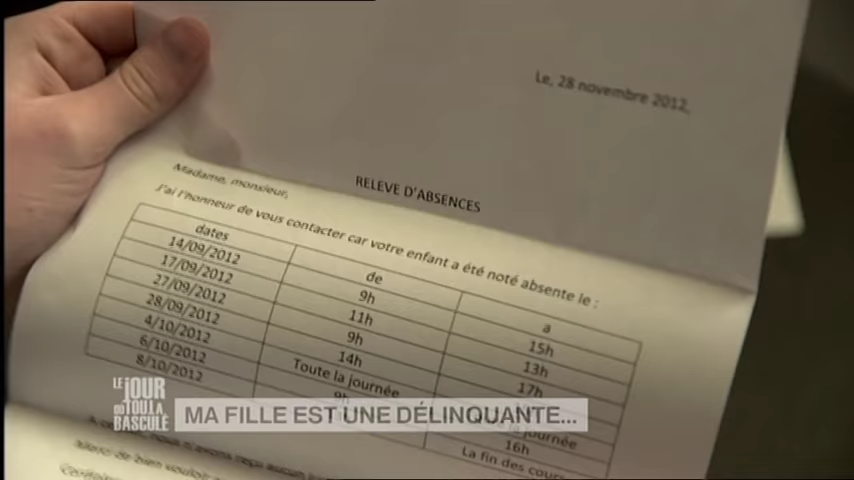 Le, 28 novembre 2012,
RELEVE D'ABSENCES
Madame, monsieur,
J'ai l'honneur de vous contacter car votre enfant a été noté absente le :
dates de a
14/09/2012 9h 15h
17/09/2012 11h 13h
27/09/2012 9h 17h
28/09/2012 14h
4/10/2012 Toute la journée journée
6/10/2012 9h 16h
8/10/2012 La fin des cours
LE JOUR
OÙ TOUT A
BASCULÉ
MA FILLE EST UNE DÉLINQUANTE...